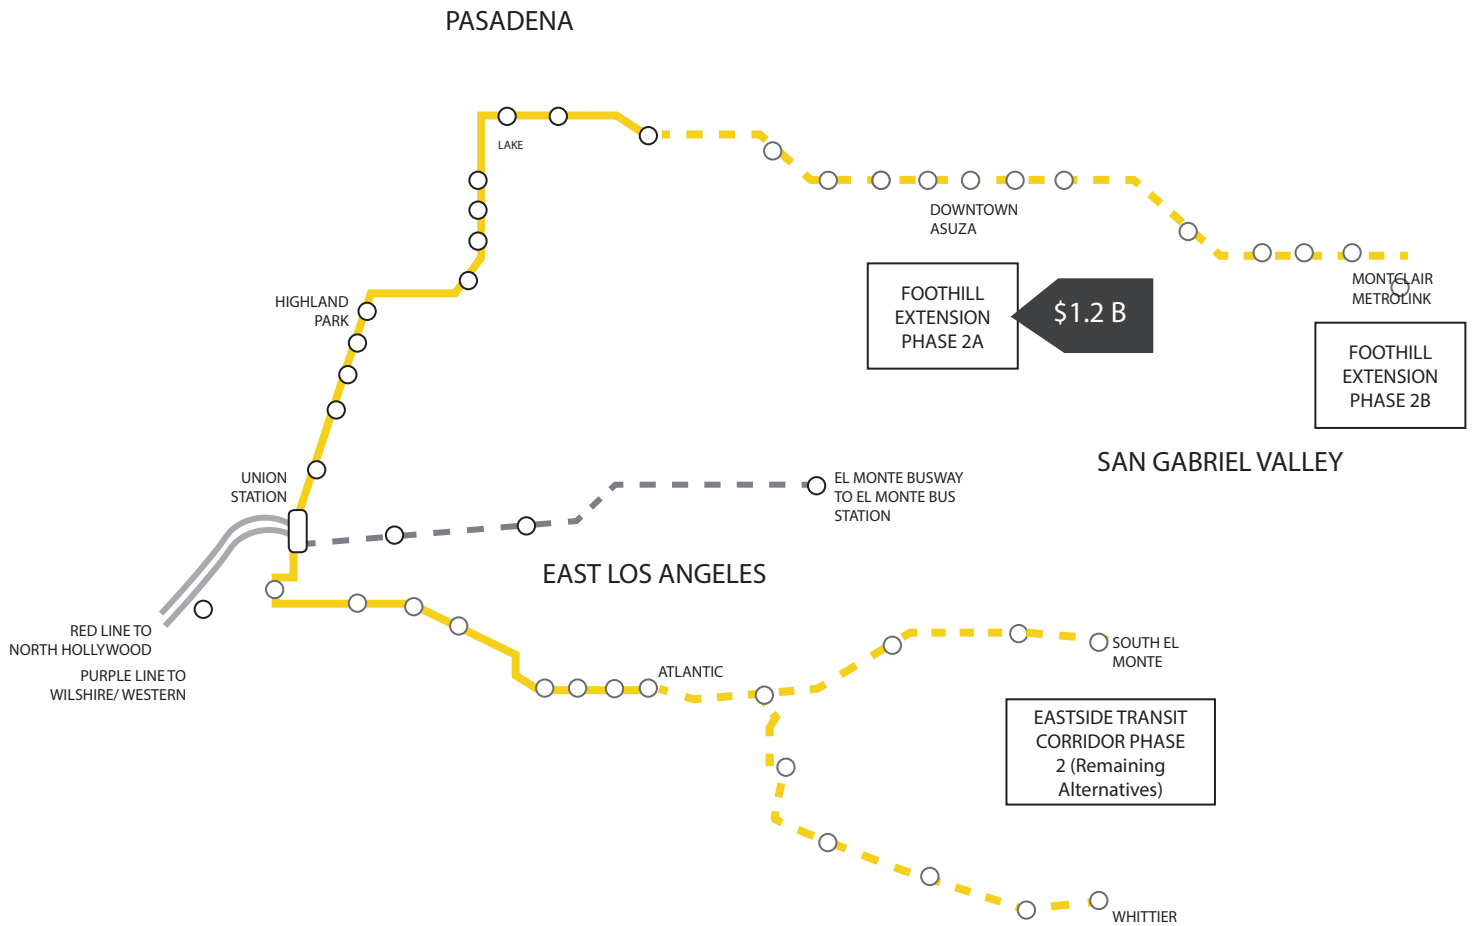 PASADENA
LAKE
DOWNTOWN
ASUZA
HIGHLAND
PARK
FOOTHILL
EXTENSION
PHASE 2A
$1.2 B
MONTCLAIR
METROLINK
FOOTHILL
EXTENSION
PHASE 2B
SAN GABRIEL VALLEY
UNION
STATION
EL MONTE BUSWAY
TO EL MONTE BUS
STATION
EAST LOS ANGELES
RED LINE TO
NORTH HOLLYWOOD
PURPLE LINE TO
WILSHIRE/ WESTERN
ATLANTIC
SOUTH EL
MONTE
EASTSIDE TRANSIT
CORRIDOR PHASE
2 (Remaining
Alternatives)
WHITTIER